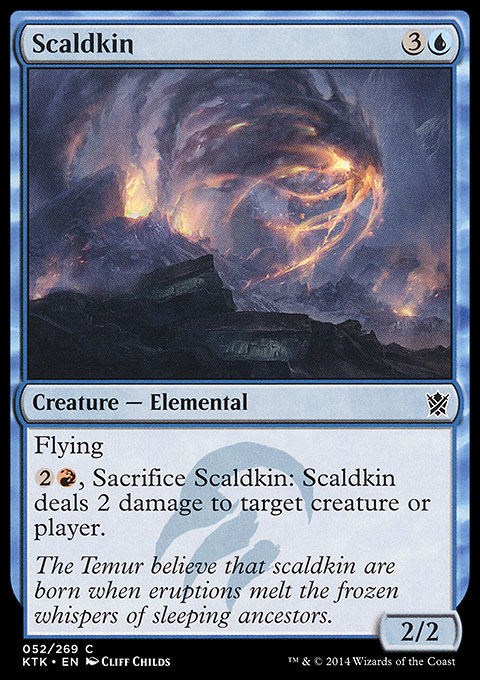 Scaldkin 3
Creature — Elemental
Flying
2, Sacrifice Scaldkin: Scaldkin
deals 2 damage to target creature or
player.
The Temur believe that scaldkin are
born when eruptions melt the frozen
whispers of sleeping ancestors.
2/2
052/269 C
KTK • EN Cliff Childs
™ & © 2014 Wizards of the Coast